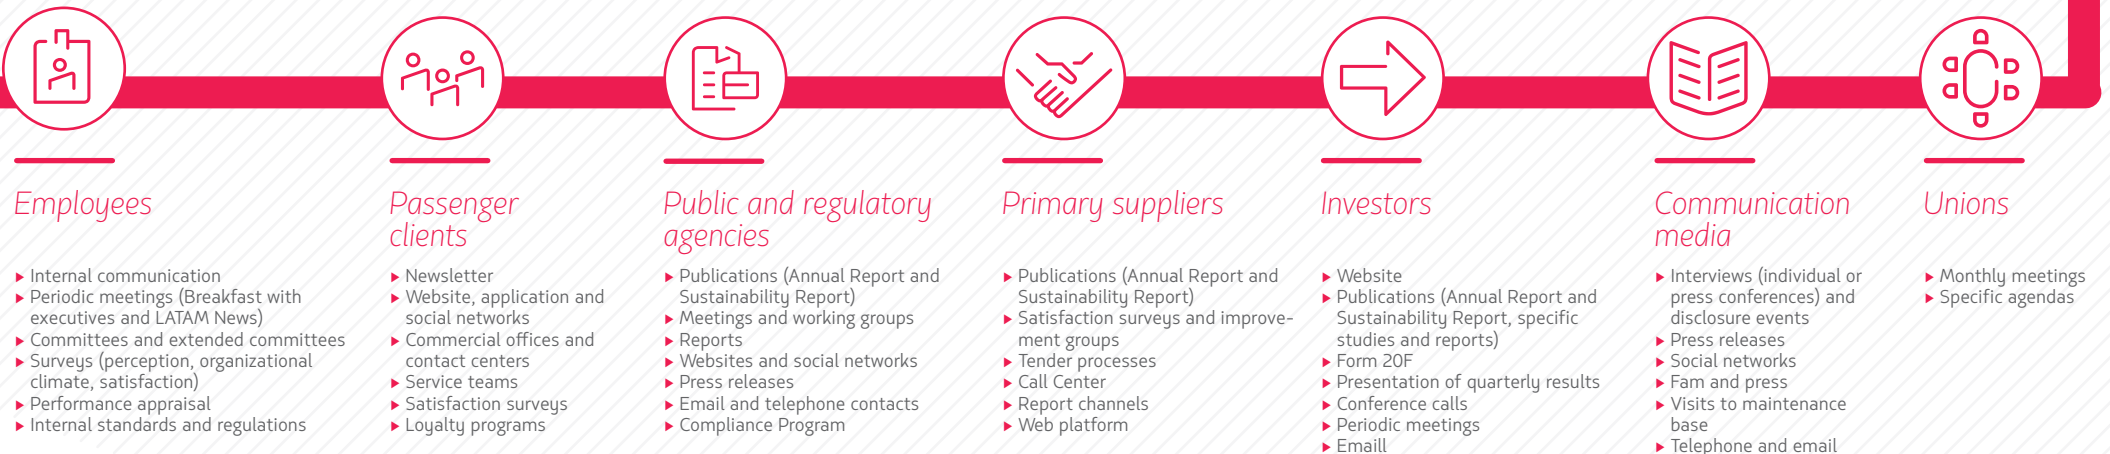 Employees
▸ Internal communication
▸ Periodic meetings (Breakfast with
executives and LATAM News)
▸ Committees and extended committees
▸ Surveys (perception, organizational
climate, satisfaction)
▸ Performance appraisal
▸ Internal standards and regulations
Passenger
clients
▸ Newsletter
▸ Website, application and
social networks
▸ Commercial offices and
contact centers
▸ Service teams
▸ Satisfaction surveys
▸ Loyalty programs
Public and regulatory
agencies
▸ Publications (Annual Report and
Sustainability Report)
▸ Meetings and working groups
▸ Reports
▸ Websites and social networks
▸ Press releases
▸ Email and telephone contacts
▸ Compliance Program
Primary suppliers
▸ Publications (Annual Report and
Sustainability Report)
▸ Satisfaction surveys and improve-
ment groups
▸ Tender processes
▸ Call Center
▸ Report channels
▸ Web platform
Investors
▸ Website
▸ Publications (Annual Report and
Sustainability Report, specific
studies and reports)
▸ Form 20F
▸ Presentation of quarterly results
▸ Conference calls
▸ Periodic meetings
▸ Emaill
Communication
media
▸ Interviews (individual or
press conferences) and
disclosure events
▸ Press releases
▸ Social networks
▸ Fam and press
▸ Visits to maintenance
base
▸ Telephone and email
Unions
▸ Monthly meetings
▸ Specific agendas